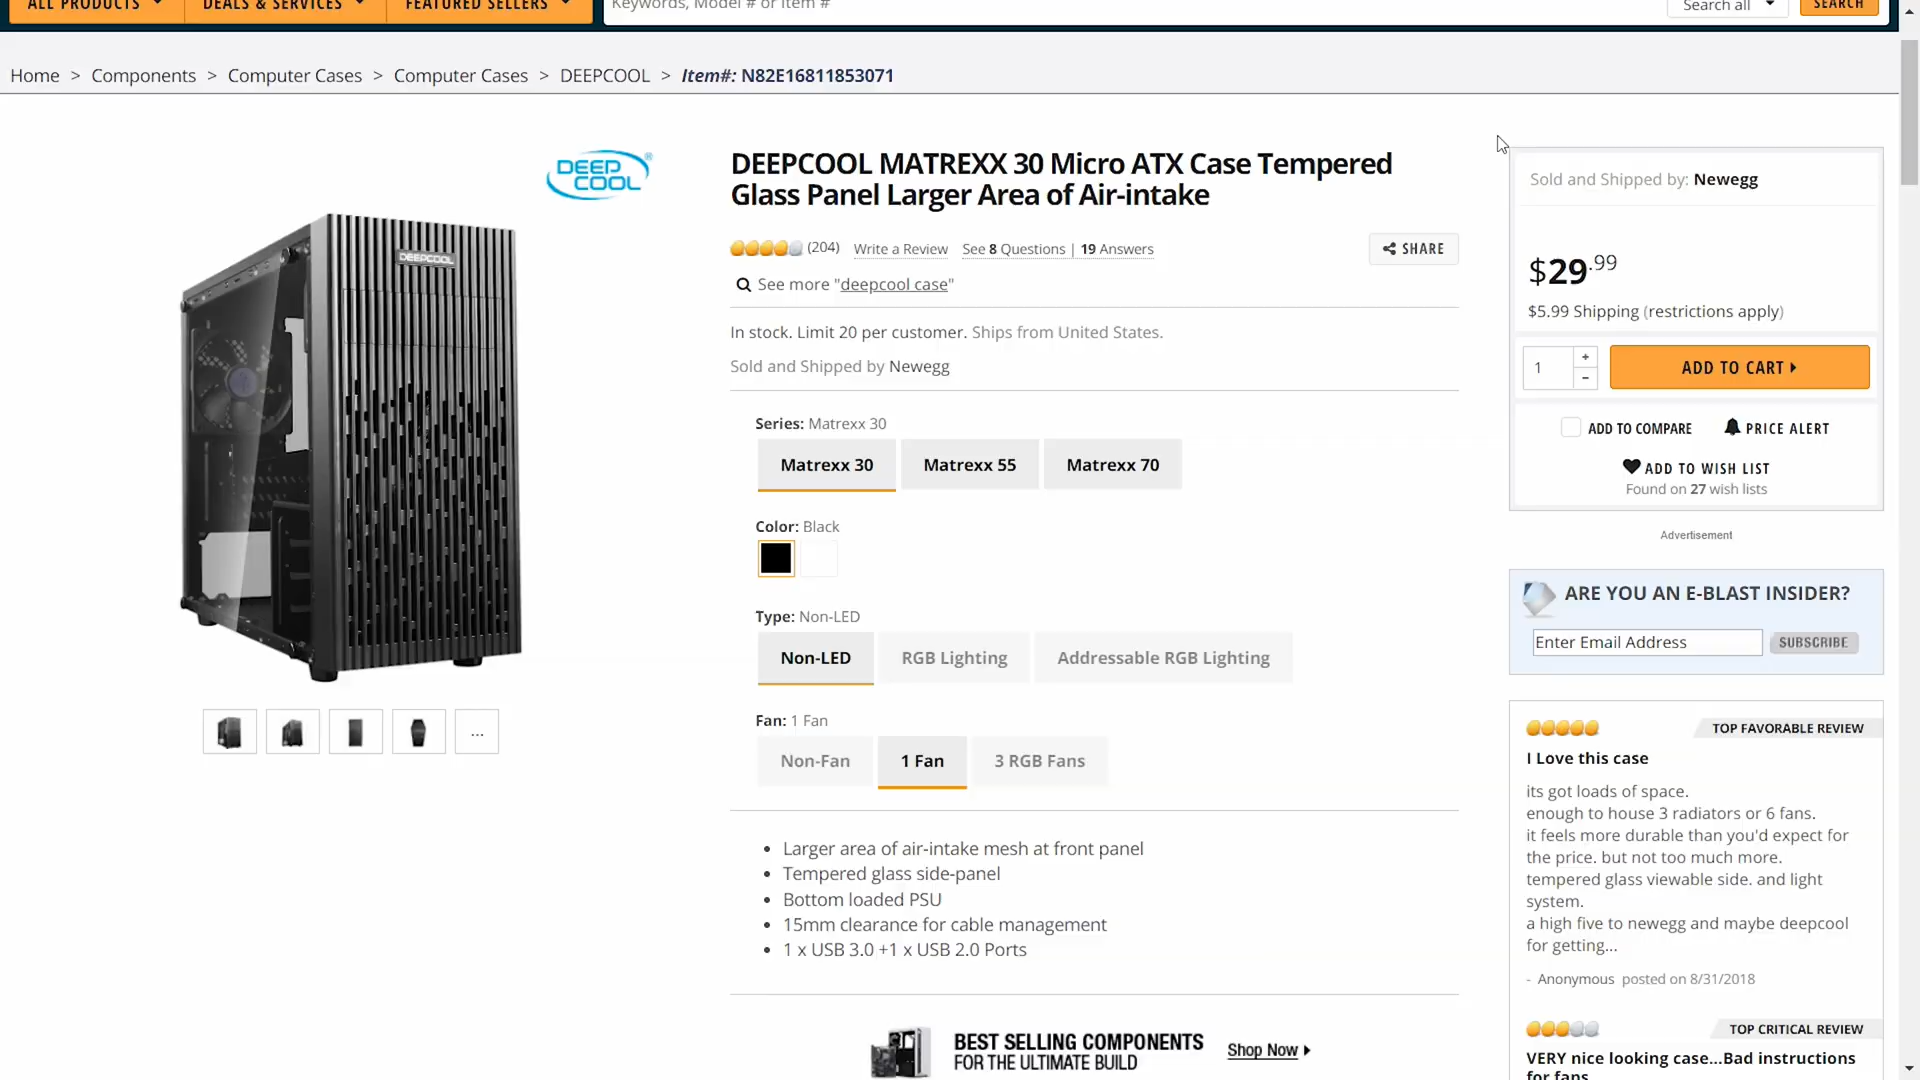 ALL PRODUCTS
DEALS & SERVICES
FEATURED SELLERS
Keywords, Model # or Item #
Search all
SEARCH
Home > Components > Computer Cases > Computer Cases > DEEPCOOL > Item#: N82E16811853071
DEEP
COOL
DEEPCOOL
...
DEEPCOOL MATREXX 30 Micro ATX Case Tempered
Glass Panel Larger Area of Air-intake
(204) Write a Review See 8 Questions | 19 Answers
SHARE
See more "deepcool case"
In stock. Limit 20 per customer. Ships from United States.
Sold and Shipped by Newegg
Series: Matrexx 30
Matrexx 30
Matrexx 55
Matrexx 70
Color: Black
Type: Non-LED
Non-LED
RGB Lighting
Addressable RGB Lighting
Fan: 1 Fan
Non-Fan
1 Fan
3 RGB Fans
• Larger area of air-intake mesh at front panel
• Tempered glass side-panel
• Bottom loaded PSU
• 15mm clearance for cable management
• 1 x USB 3.0 +1 x USB 2.0 Ports
BEST SELLING COMPONENTS
FOR THE ULTIMATE BUILD
Shop Now
Sold and Shipped by: Newegg
$29.99
$5.99 Shipping (restrictions apply)
1
+
-
ADD TO CART
ADD TO COMPARE
PRICE ALERT
ADD TO WISH LIST
Found on 27 wish lists
Advertisement
ARE YOU AN E-BLAST INSIDER?
Enter Email Address
SUBSCRIBE
TOP FAVORABLE REVIEW
I Love this case
its got loads of space.
enough to house 3 radiators or 6 fans.
it feels more durable than you'd expect for
the price. but not too much more.
tempered glass viewable side. and light
system.
a high five to newegg and maybe deepcool
for getting...
- Anonymous posted on 8/31/2018
TOP CRITICAL REVIEW
VERY nice looking case...Bad instructions
for fans